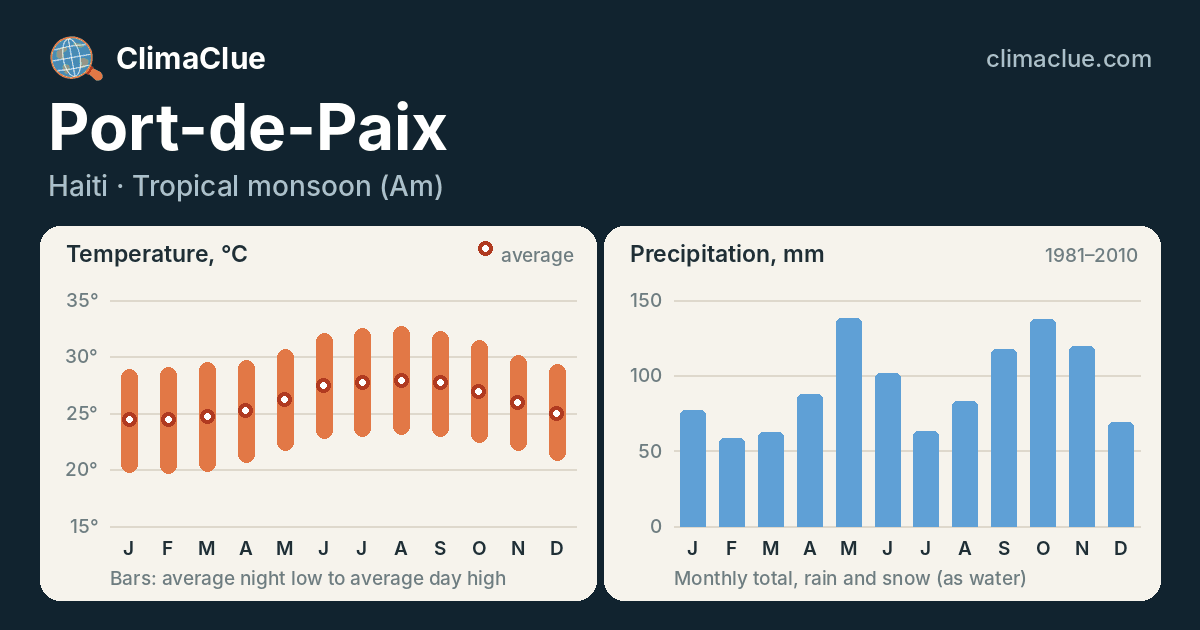 ClimaClue
climaclue.com
Port-de-Paix
Haiti · Tropical monsoon (Am)
Temperature, °C
average
35°
30°
25°
20°
15°
J F M A M J J A S O N D
Bars: average night low to average day high
Precipitation, mm
1981–2010
150
100
50
0
J F M A M J J A S O N D
Monthly total, rain and snow (as water)